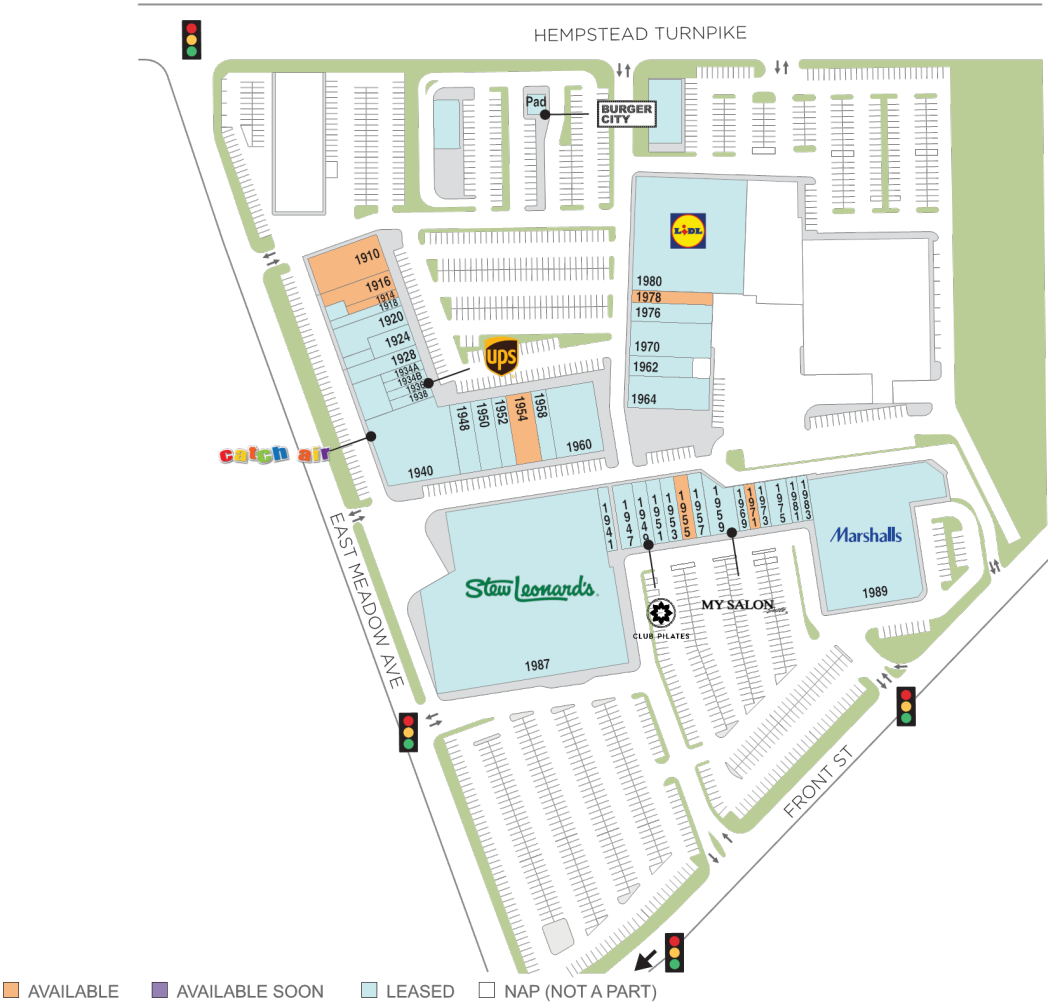 HEMPSTEAD TURNPIKE
Pad
BURGER
CITY
LiDL
1980
1978
1976
1970
1962
1964
1910
1916
1914
1918
1920
1924
1928
1934A
1934B
1936
1938
ups
catch air
1940
1948
1950
1952
1954
1958
1960
1941
1947
1949
1951
1953
1955
1957
1959
1969
1971
1973
1975
1981
1983
Marshalls
1989
Stew Leonard's
1987
CLUB PILATES
MY SALON
EAST MEADOW AVE
FRONT ST
AVAILABLE
AVAILABLE SOON
LEASED
NAP (NOT A PART)